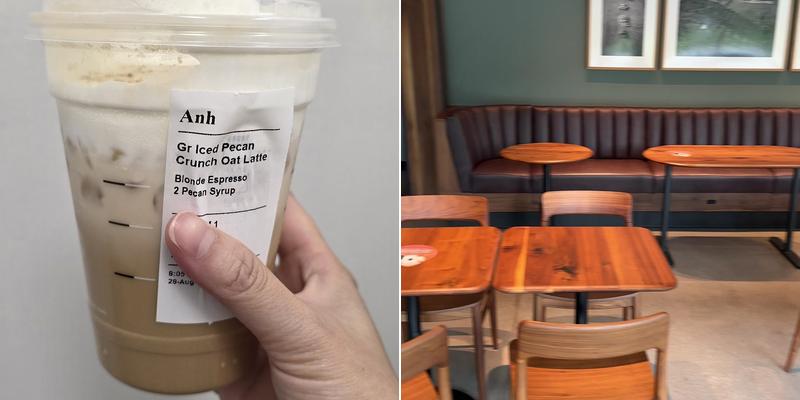 Anh
Gr Iced Pecan
Crunch Oat Latte
Blonde Espresso
2 Pecan Syrup